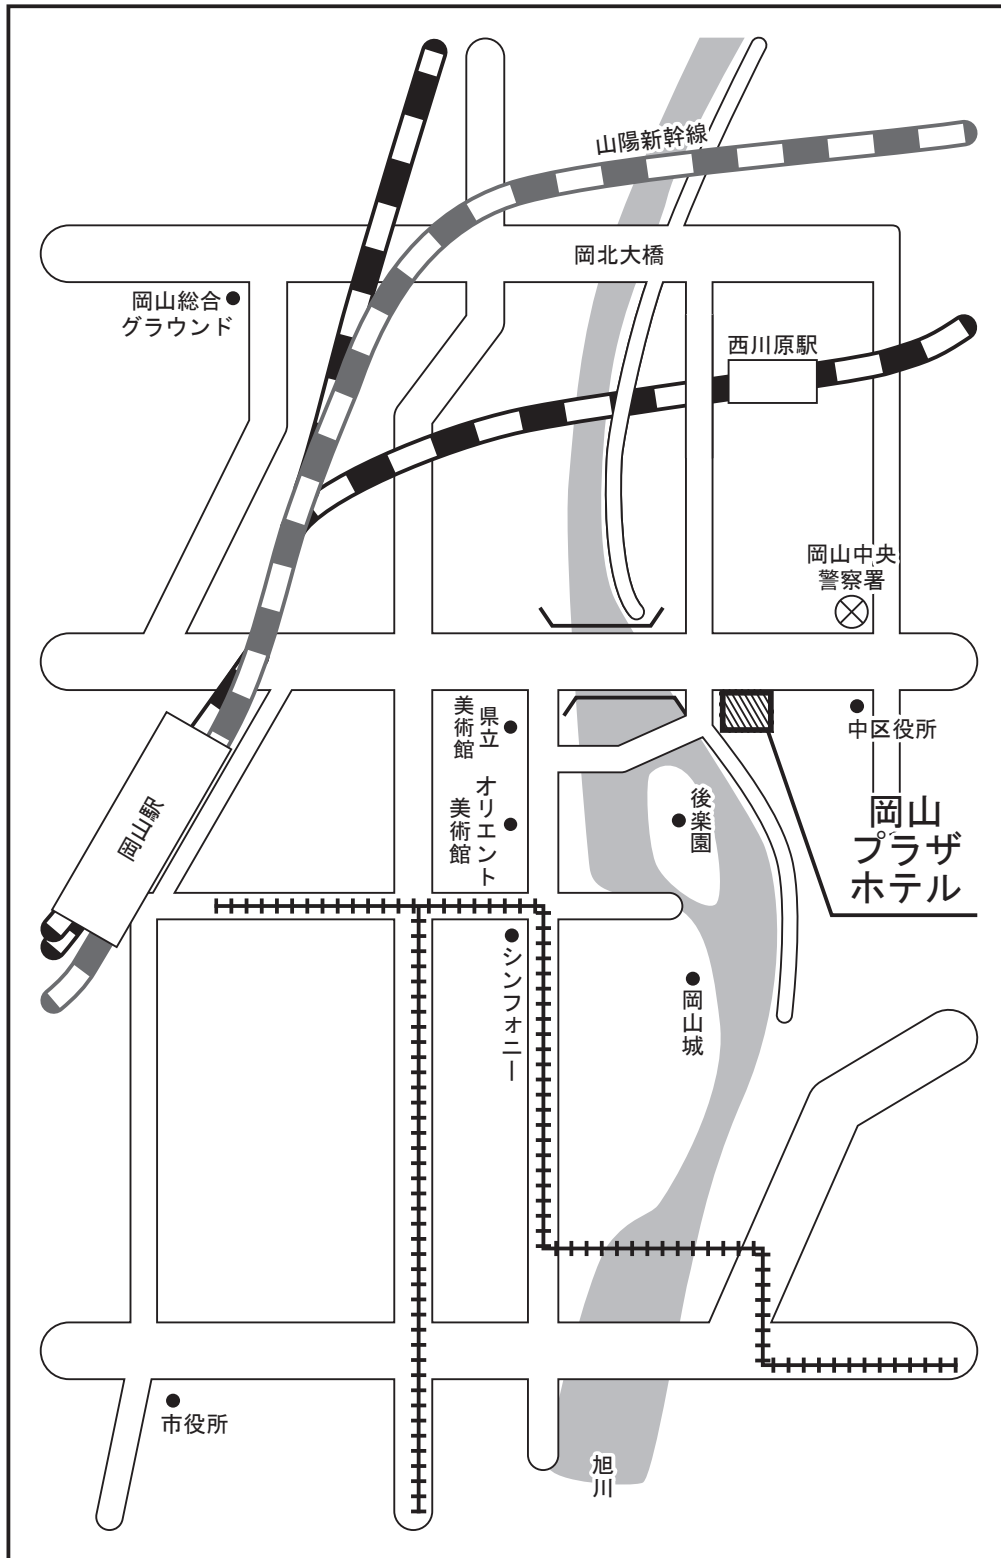 山陽新幹線
岡北大橋
岡山総合
グラウンド
西川原駅
岡山中央
警察署
県立
美術館
中区役所
オリエント
美術館
後楽園
岡山
プラザ
ホテル
岡山駅
シンフォニー
岡山城
市役所
旭川